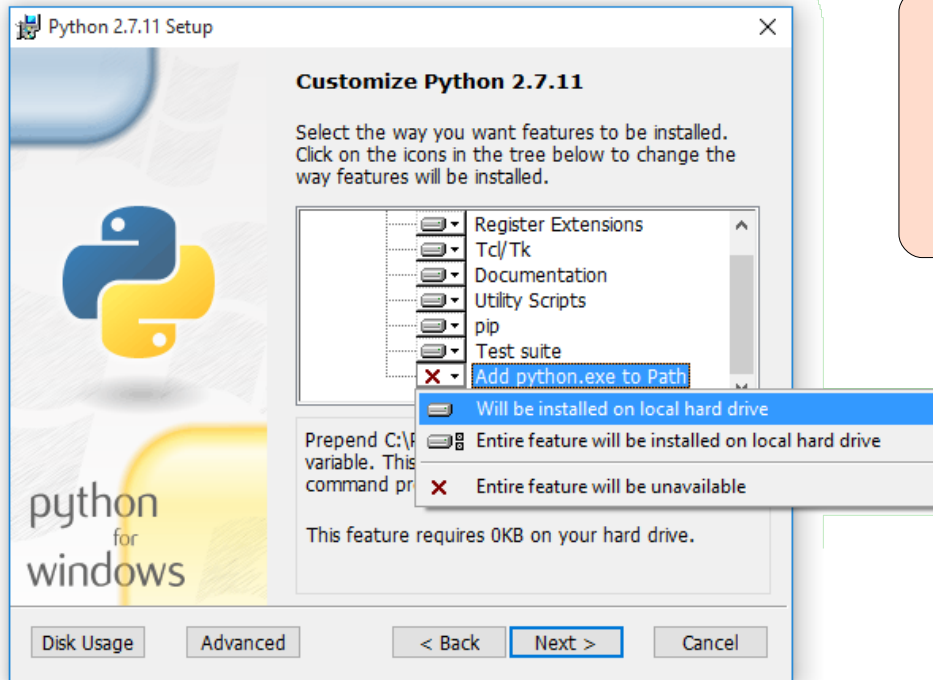 Python 2.7.11 Setup
Customize Python 2.7.11
Select the way you want features to be installed.
Click on the icons in the tree below to change the
way features will be installed.
Register Extensions
Tcl/Tk
Documentation
Utility Scripts
pip
Test suite
Add python.exe to Path
Will be installed on local hard drive
Entire feature will be installed on local hard drive
Entire feature will be unavailable
Prepend C:\
variable. This
command
This feature requires 0KB on your hard drive.
python
for
windows
Disk Usage
Advanced
< Back
Next >
Cancel